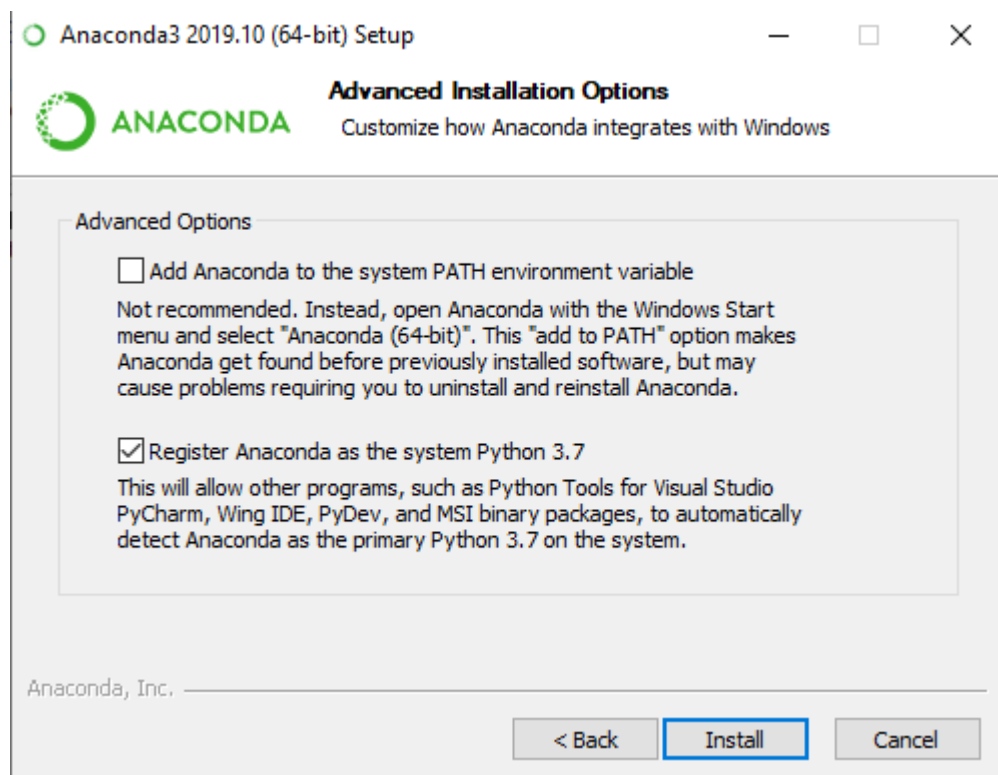 Anaconda3 2019.10 (64-bit) Setup
ANACONDA
Advanced Installation Options
Customize how Anaconda integrates with Windows
Advanced Options
Add Anaconda to the system PATH environment variable
Not recommended. Instead, open Anaconda with the Windows Start
menu and select "Anaconda (64-bit)". This "add to PATH" option makes
Anaconda get found before previously installed software, but may
cause problems requiring you to uninstall and reinstall Anaconda.
Register Anaconda as the system Python 3.7
This will allow other programs, such as Python Tools for Visual Studio
PyCharm, Wing IDE, PyDev, and MSI binary packages, to automatically
detect Anaconda as the primary Python 3.7 on the system.
Anaconda, Inc.
< Back
Install
Cancel